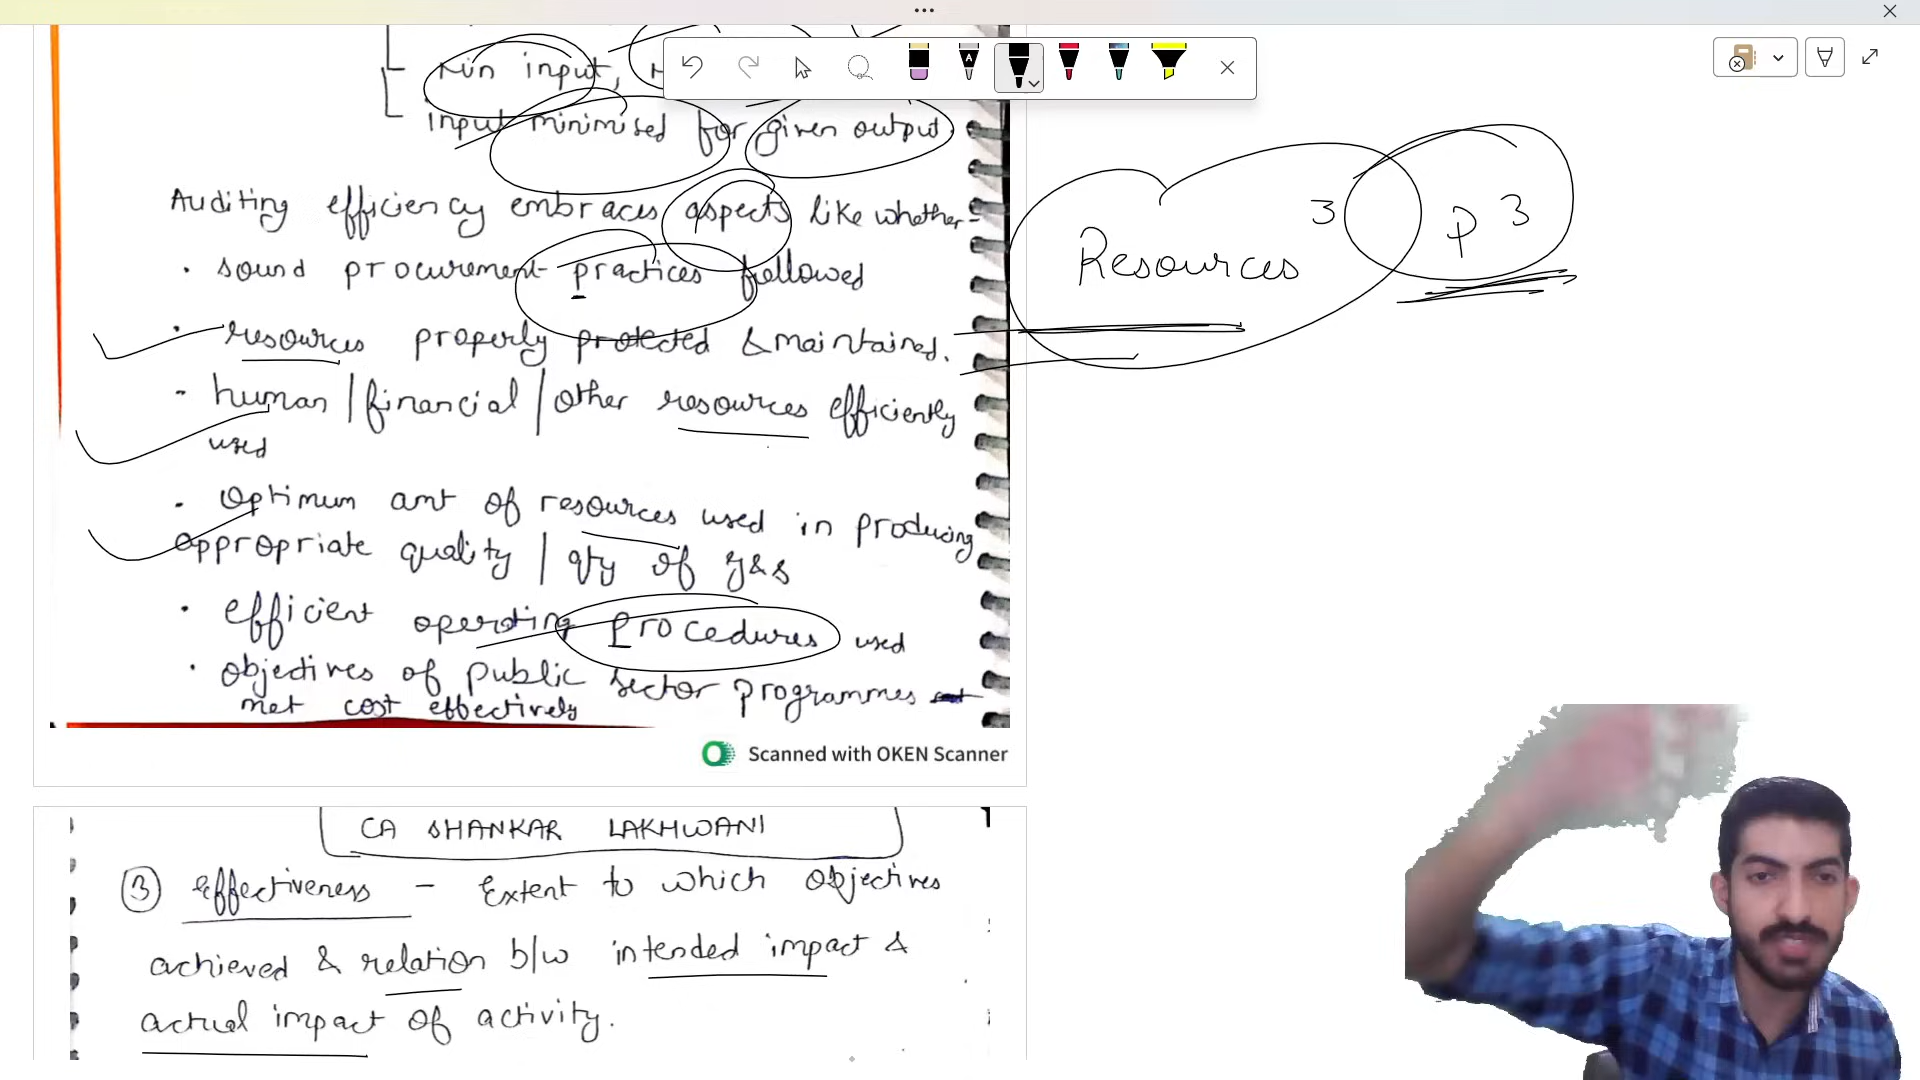 Min input,
input minimised for given output.
Auditing efficiency embraces aspects like whether -
• sound procurement practices followed
• resources properly protected & maintained.
- human / financial / other resources efficiently
used
• optimum amt of resources used in producing
appropriate quality / qty of g&s
• efficient operating procedures used
• objectives of public sector programmes
met cost effectively
Scanned with OKEN Scanner
Resources 3
P 3
CA SHANKAR LAKHWANI
3 effectiveness - Extent to which objectives
achieved & relation b/w intended impact &
actual impact of activity.
A